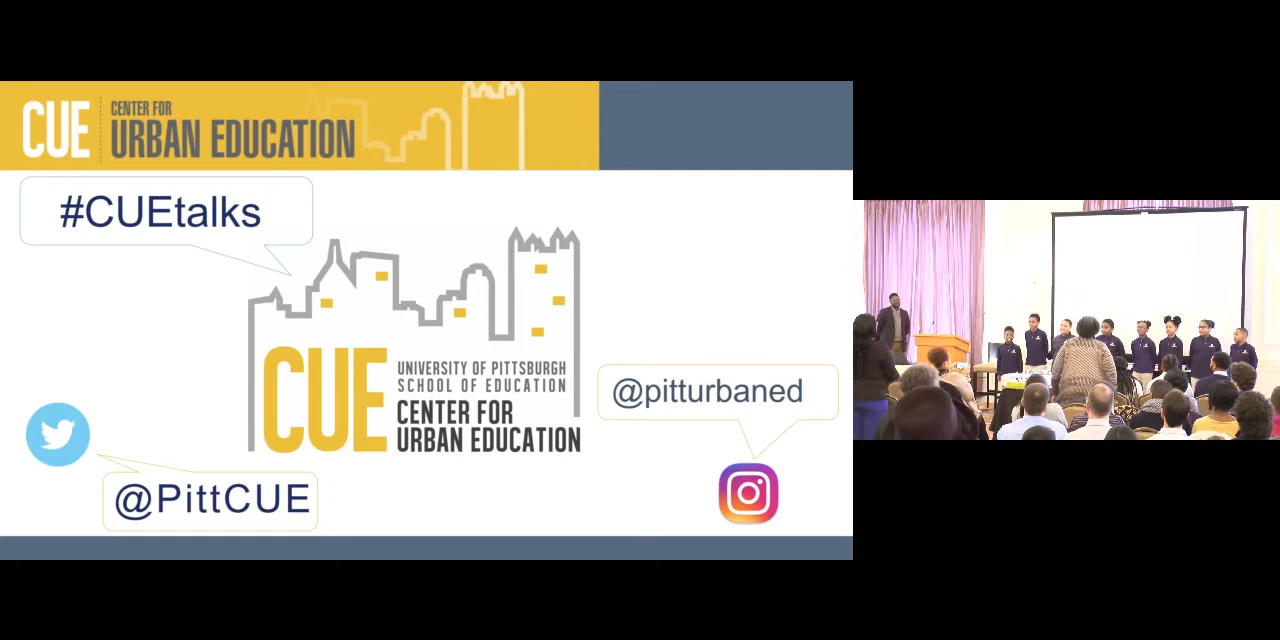 CUE
CENTER FOR
URBAN EDUCATION
#CUEtalks
CUE
UNIVERSITY OF PITTSBURGH
SCHOOL OF EDUCATION
CENTER FOR
URBAN EDUCATION
@pitturbaned
@PittCUE